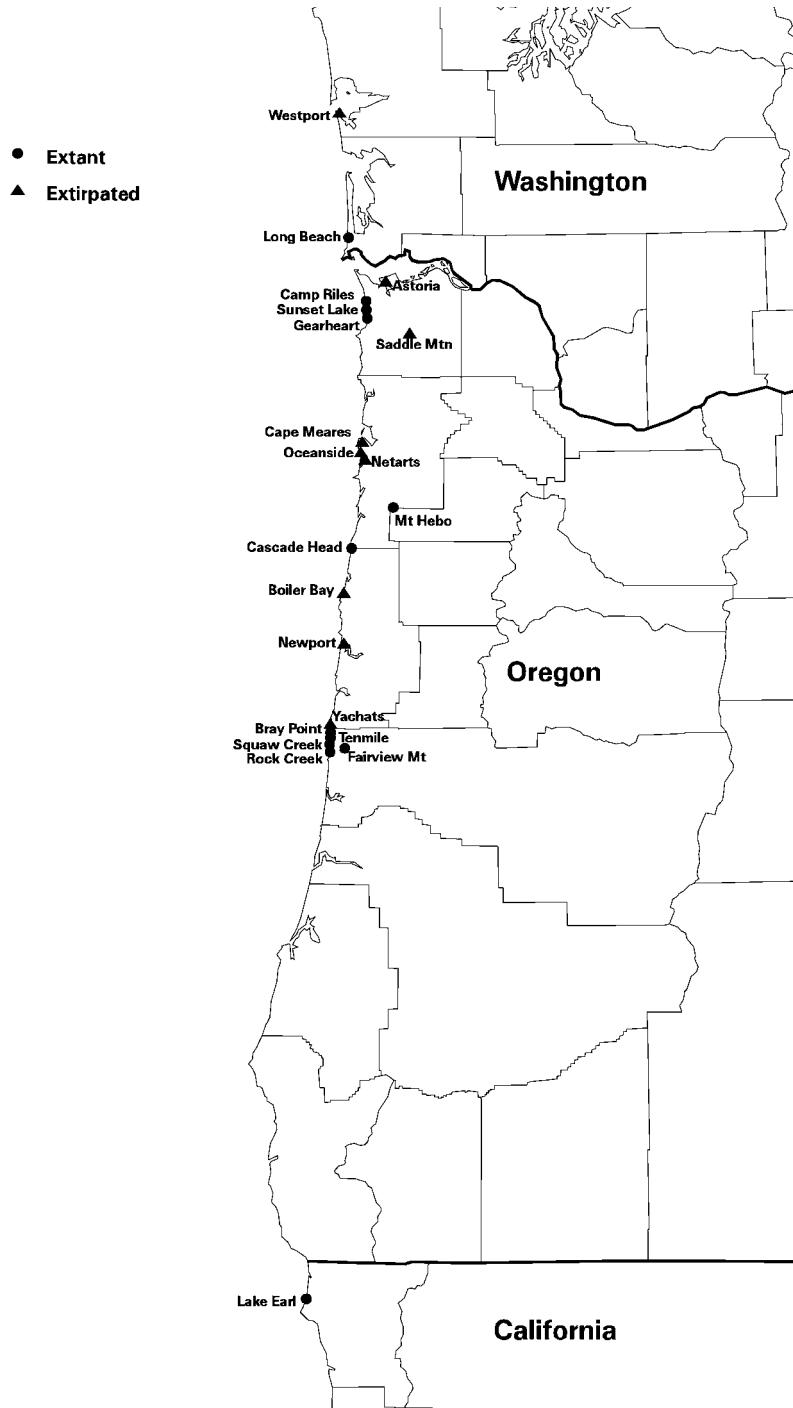 Westport
Extant
Extirpated
Washington
Long Beach
Astoria
Camp Riles
Sunset Lake
Gearheart
Saddle Mtn
Cape Meares
Oceanside
Netarts
Mt Hebo
Cascade Head
Boiler Bay
Newport
Oregon
Yachats
Bray Point
Tenmile
Squaw Creek
Rock Creek
Fairview Mt
Lake Earl
California